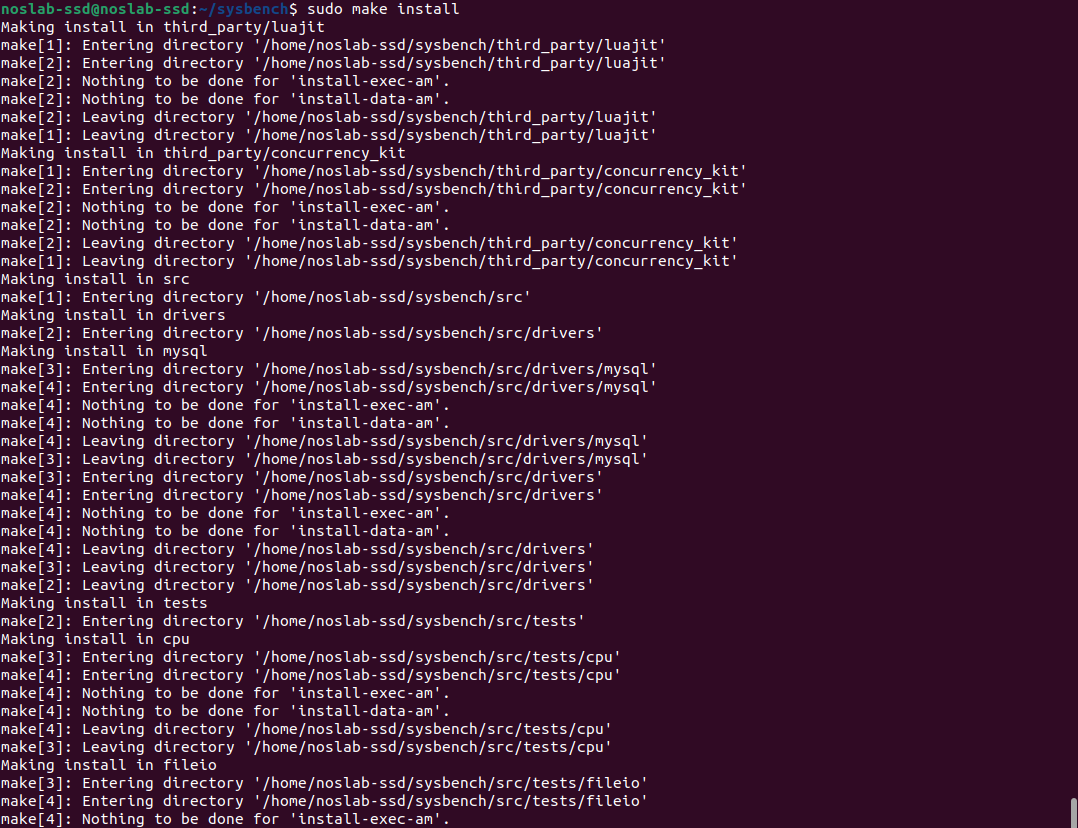 noslab-ssd@noslab-ssd:~/sysbench$ sudo make install
Making install in third_party/luajit
make[1]: Entering directory '/home/noslab-ssd/sysbench/third_party/luajit'
make[2]: Entering directory '/home/noslab-ssd/sysbench/third_party/luajit'
make[2]: Nothing to be done for 'install-exec-am'.
make[2]: Nothing to be done for 'install-data-am'.
make[2]: Leaving directory '/home/noslab-ssd/sysbench/third_party/luajit'
make[1]: Leaving directory '/home/noslab-ssd/sysbench/third_party/luajit'
Making install in third_party/concurrency_kit
make[1]: Entering directory '/home/noslab-ssd/sysbench/third_party/concurrency_kit'
make[2]: Entering directory '/home/noslab-ssd/sysbench/third_party/concurrency_kit'
make[2]: Nothing to be done for 'install-exec-am'.
make[2]: Nothing to be done for 'install-data-am'.
make[2]: Leaving directory '/home/noslab-ssd/sysbench/third_party/concurrency_kit'
make[1]: Leaving directory '/home/noslab-ssd/sysbench/third_party/concurrency_kit'
Making install in src
make[1]: Entering directory '/home/noslab-ssd/sysbench/src'
Making install in drivers
make[2]: Entering directory '/home/noslab-ssd/sysbench/src/drivers'
Making install in mysql
make[3]: Entering directory '/home/noslab-ssd/sysbench/src/drivers/mysql'
make[4]: Entering directory '/home/noslab-ssd/sysbench/src/drivers/mysql'
make[4]: Nothing to be done for 'install-exec-am'.
make[4]: Nothing to be done for 'install-data-am'.
make[4]: Leaving directory '/home/noslab-ssd/sysbench/src/drivers/mysql'
make[3]: Leaving directory '/home/noslab-ssd/sysbench/src/drivers/mysql'
make[3]: Entering directory '/home/noslab-ssd/sysbench/src/drivers'
make[4]: Entering directory '/home/noslab-ssd/sysbench/src/drivers'
make[4]: Nothing to be done for 'install-exec-am'.
make[4]: Nothing to be done for 'install-data-am'.
make[4]: Leaving directory '/home/noslab-ssd/sysbench/src/drivers'
make[3]: Leaving directory '/home/noslab-ssd/sysbench/src/drivers'
make[2]: Leaving directory '/home/noslab-ssd/sysbench/src/drivers'
Making install in tests
make[2]: Entering directory '/home/noslab-ssd/sysbench/src/tests'
Making install in cpu
make[3]: Entering directory '/home/noslab-ssd/sysbench/src/tests/cpu'
make[4]: Entering directory '/home/noslab-ssd/sysbench/src/tests/cpu'
make[4]: Nothing to be done for 'install-exec-am'.
make[4]: Nothing to be done for 'install-data-am'.
make[4]: Leaving directory '/home/noslab-ssd/sysbench/src/tests/cpu'
make[3]: Leaving directory '/home/noslab-ssd/sysbench/src/tests/cpu'
Making install in fileio
make[3]: Entering directory '/home/noslab-ssd/sysbench/src/tests/fileio'
make[4]: Entering directory '/home/noslab-ssd/sysbench/src/tests/fileio'
make[4]: Nothing to be done for 'install-exec-am'.